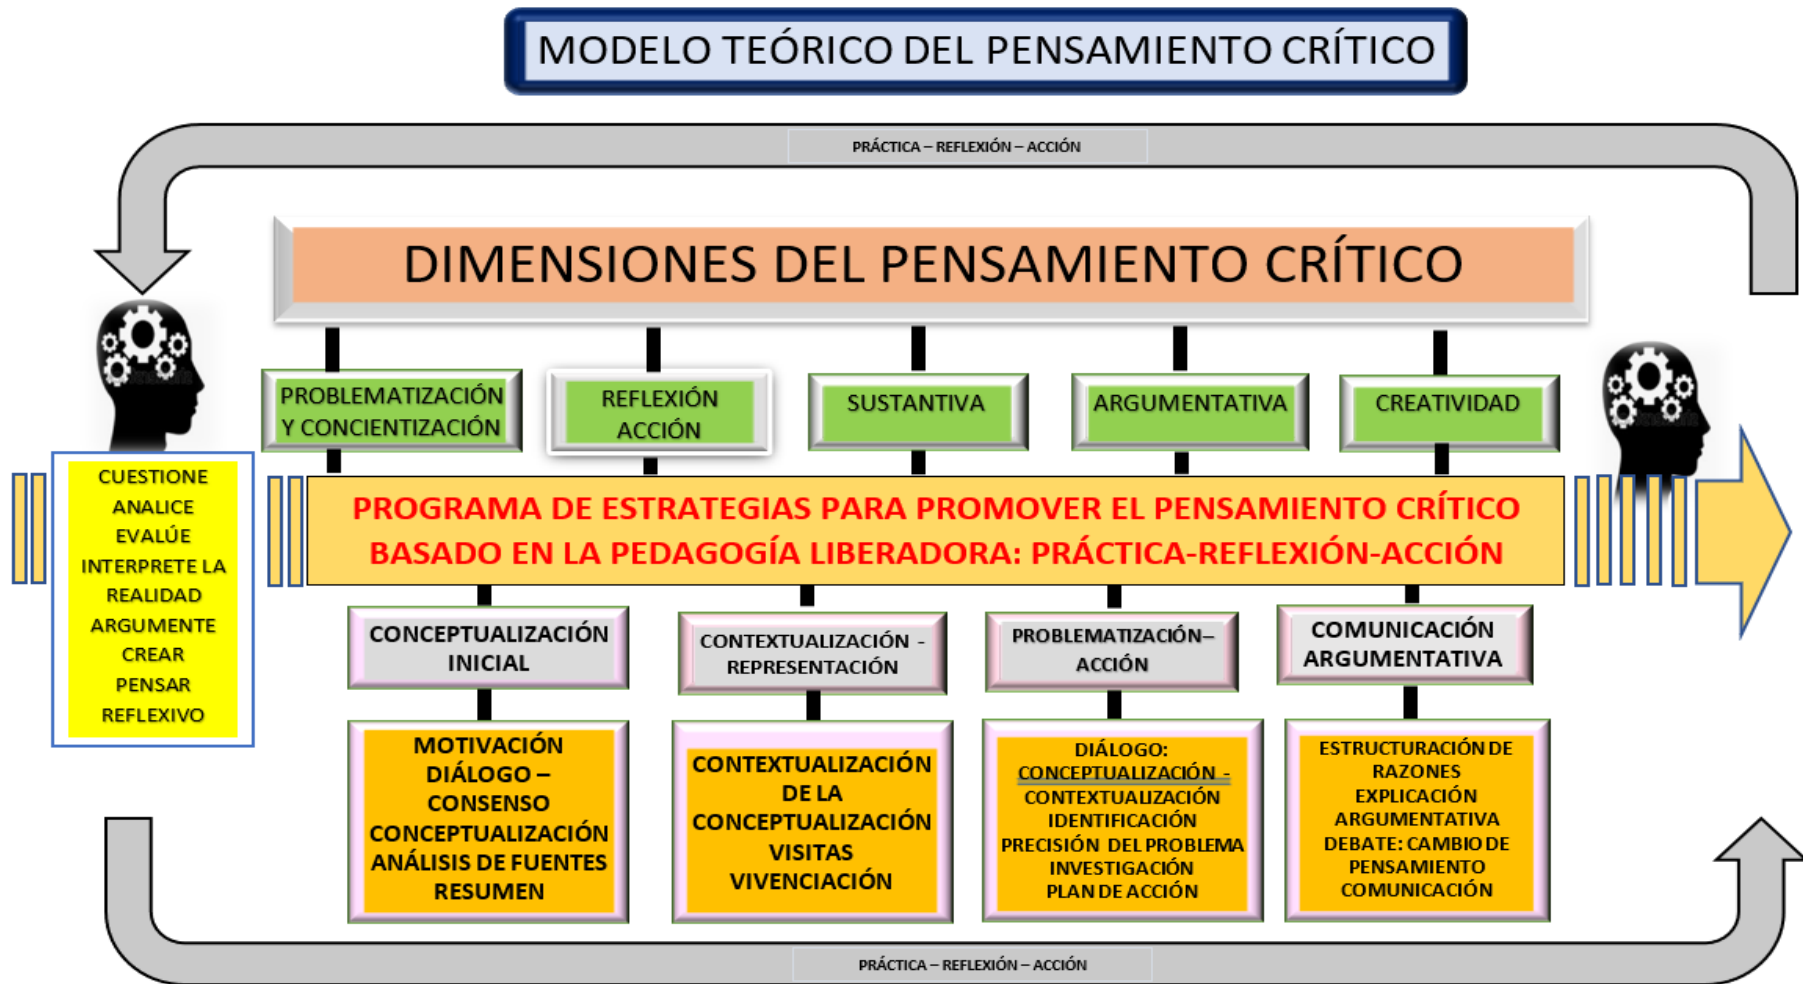 MODELO TEÓRICO DEL PENSAMIENTO CRÍTICO
PRÁCTICA – REFLEXIÓN – ACCIÓN
DIMENSIONES DEL PENSAMIENTO CRÍTICO
PROBLEMATIZACIÓN
Y CONCIENTIZACIÓN
REFLEXIÓN
ACCIÓN
SUSTANTIVA
ARGUMENTATIVA
CREATIVIDAD
CUESTIONE
ANALICE
EVALÚE
INTERPRETE LA
REALIDAD
ARGUMENTE
CREAR
PENSAR
REFLEXIVO
PROGRAMA DE ESTRATEGIAS PARA PROMOVER EL PENSAMIENTO CRÍTICO
BASADO EN LA PEDAGOGÍA LIBERADORA: PRÁCTICA-REFLEXIÓN-ACCIÓN
CONCEPTUALIZACIÓN
INICIAL
CONTEXTUALIZACIÓN -
REPRESENTACIÓN
PROBLEMATIZACIÓN–
ACCIÓN
COMUNICACIÓN
ARGUMENTATIVA
MOTIVACIÓN
DIÁLOGO –
CONSENSO
CONCEPTUALIZACIÓN
ANÁLISIS DE FUENTES
RESUMEN
CONTEXTUALIZACIÓN
DE LA
CONCEPTUALIZACIÓN
VISITAS
VIVENCIACIÓN
DIÁLOGO:
CONCEPTUALIZACIÓN -
CONTEXTUALIZACIÓN
IDENTIFICACIÓN
PRECISIÓN DEL PROBLEMA
INVESTIGACIÓN
PLAN DE ACCIÓN
ESTRUCTURACIÓN DE
RAZONES
EXPLICACIÓN
ARGUMENTATIVA
DEBATE: CAMBIO DE
PENSAMIENTO
COMUNICACIÓN
PRÁCTICA – REFLEXIÓN – ACCIÓN